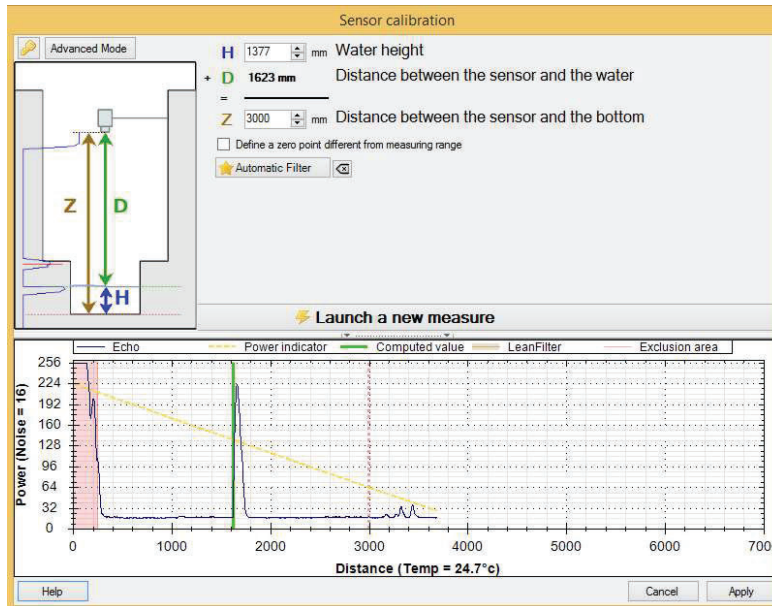 Sensor calibration
Advanced Mode
H 1377 mm Water height
+ D 1623 mm Distance between the sensor and the water
=
Z 3000 mm Distance between the sensor and the bottom
Define a zero point different from measuring range
Automatic Filter
Z
D
H
Launch a new measure
Echo Power indicator Computed value LeanFilter Exclusion area
Power (Noise = 16)
256
224
192
160
128
96
64
32
0
0 1000 2000 3000 4000 5000 6000 700
Distance (Temp = 24.7°c)
Help Cancel Apply